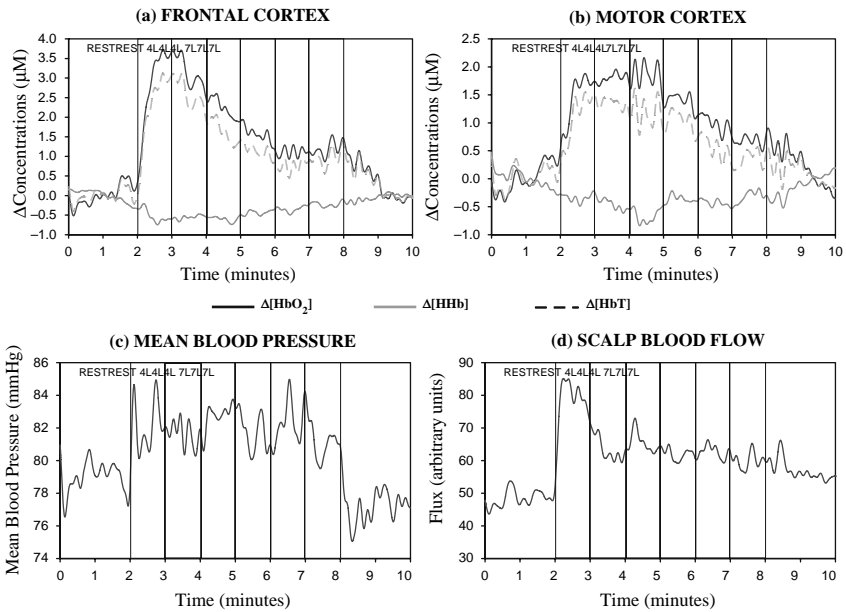 (a) FRONTAL CORTEX
4.0
3.5
3.0
2.5
2.0
1.5
1.0
0.5
0.0
–0.5
–1.0
ΔConcentrations (μM)
RESTREST 4L4L4L 7L7L7L
0 1 2 3 4 5 6 7 8 9 10
Time (minutes)
(b) MOTOR CORTEX
2.5
2.0
1.5
1.0
0.5
0.0
–0.5
–1.0
ΔConcentrations (μM)
RESTREST 4L4L4L7L7L7L
0 1 2 3 4 5 6 7 8 9 10
Time (minutes)
Δ[HbO2] Δ[HHb] Δ[HbT]
(c) MEAN BLOOD PRESSURE
86
84
82
80
78
76
74
Mean Blood Pressure (mmHg)
RESTREST 4L4L4L 7L7L7L
0 1 2 3 4 5 6 7 8 9 10
Time (minutes)
(d) SCALP BLOOD FLOW
90
80
70
60
50
40
30
Flux (arbitrary units)
RESTREST 4L4L4L 7L7L7L
0 1 2 3 4 5 6 7 8 9 10
Time (minutes)